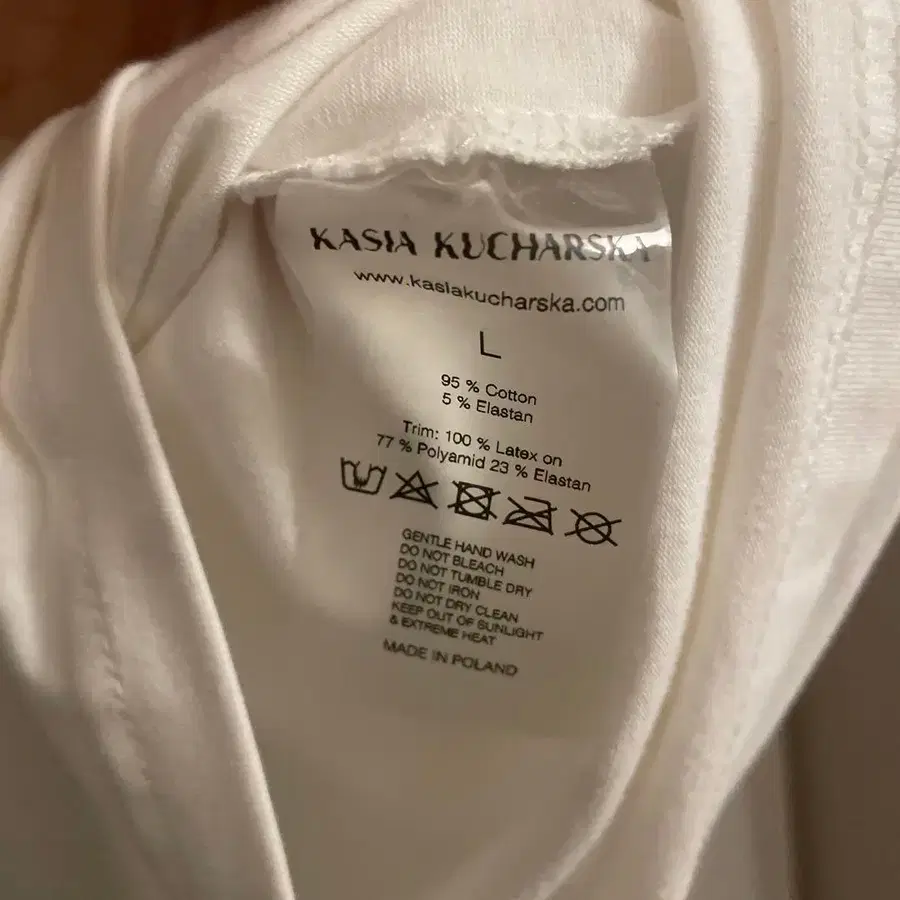 KASIA KUCHARSKA
www.kasiakucharska.com
L
95 % Cotton
5 % Elastan
Trim: 100 % Latex on
77 % Polyamid 23 % Elastan
GENTLE HAND WASH
DO NOT BLEACH
DO NOT TUMBLE DRY
DO NOT IRON
DO NOT DRY CLEAN
KEEP OUT OF SUNLIGHT
& EXTREME HEAT
MADE IN POLAND